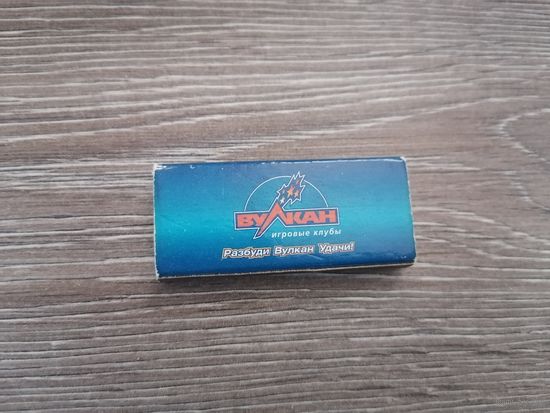 ВУЛКАН
игровые клубы
Разбуди Вулкан Удачи!